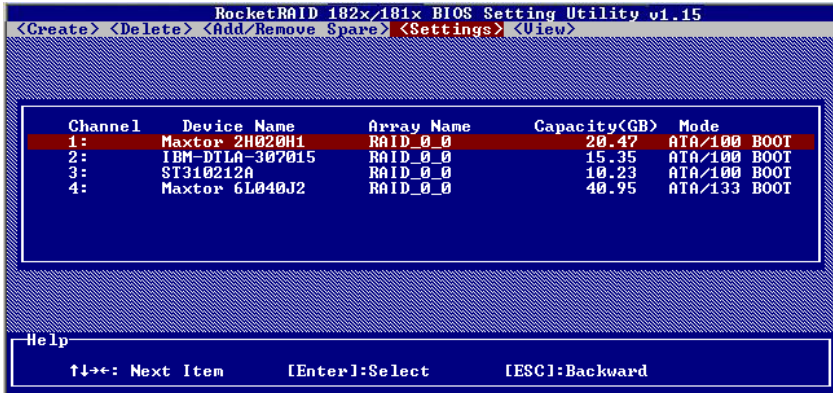 RocketRAID 182x/181x BIOS Setting Utility v1.15
<Create> <Delete> <Add/Remove Spare> <Settings> <View>
Channel Device Name Array Name Capacity(GB) Mode
1: Maxtor 2H020H1 RAID_0_0 20.47 ATA/100 BOOT
2: IBM-DTLA-307015 RAID_0_0 15.35 ATA/100 BOOT
3: ST310212A RAID_0_0 10.23 ATA/100 BOOT
4: Maxtor 6L040J2 RAID_0_0 40.95 ATA/133 BOOT
Help
↑↓→←: Next Item [Enter]:Select [ESC]:Backward